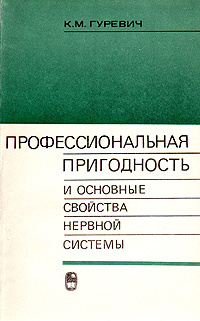 К.М. ГУРЕВИЧ
ПРОФЕССИОНАЛЬНАЯ
ПРИГОДНОСТЬ
И ОСНОВНЫЕ
СВОЙСТВА
НЕРВНОЙ
СИСТЕМЫ